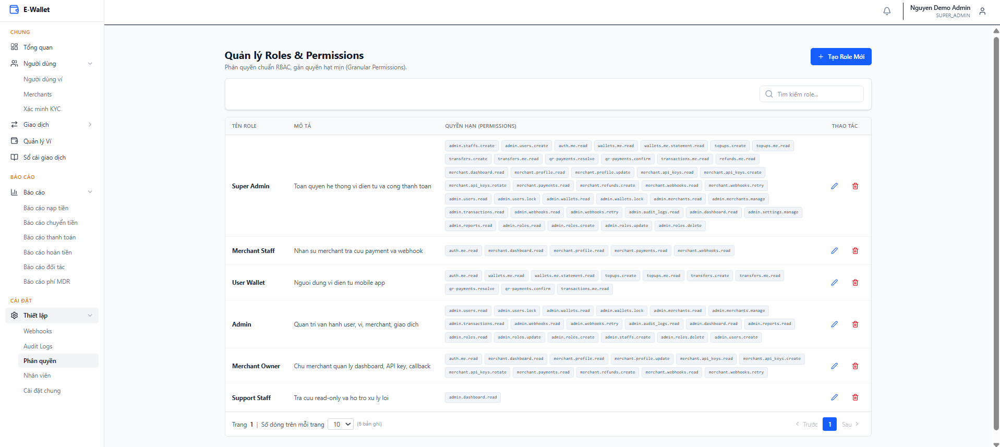 E-Wallet
Nguyen Demo Admin
SUPER_ADMIN
CHUNG
Tổng quan
Người dùng
Người dùng ví
Merchants
Xác minh KYC
Giao dịch
Quản lý Ví
Sổ cái giao dịch
BÁO CÁO
Báo cáo
Báo cáo nạp tiền
Báo cáo chuyển tiền
Báo cáo thanh toán
Báo cáo hoàn tiền
Báo cáo đối tác
Báo cáo phí MDR
CÀI ĐẶT
Thiết lập
Webhooks
Audit Logs
Phân quyền
Nhân viên
Cài đặt chung
Quản lý Roles & Permissions
Phân quyền chuẩn RBAC, gán quyền hạt mịn (Granular Permissions).
+ Tạo Role Mới
Tìm kiếm role...
TÊN ROLE MÔ TẢ QUYỀN HẠN (PERMISSIONS) THAO TÁC
Super Admin Toan quyen he thong vi dien tu va cong thanh toan
admin.staffs.create admin.users.create auth.me.read wallets.me.read wallets.me.statement.read topups.create topups.me.read
transfers.create transfers.me.read qr-payments.resolve qr-payments.confirm transactions.me.read refunds.me.read
merchant.dashboard.read merchant.profile.read merchant.profile.update merchant.api_keys.read merchant.api_keys.create
merchant.api_keys.rotate merchant.payments.read merchant.refunds.create merchant.webhooks.read merchant.webhooks.retry
admin.users.read admin.users.lock admin.wallets.read admin.wallets.lock admin.merchants.read admin.merchants.manage
admin.transactions.read admin.webhooks.read admin.webhooks.retry admin.audit_logs.read admin.dashboard.read admin.settings.manage
admin.reports.read admin.roles.read admin.roles.create admin.roles.update admin.roles.delete
Merchant Staff Nhan su merchant tra cuu payment va webhook
auth.me.read merchant.dashboard.read merchant.profile.read merchant.payments.read merchant.webhooks.read
User Wallet Nguoi dung vi dien tu mobile app
auth.me.read wallets.me.read wallets.me.statement.read topups.create topups.me.read transfers.create transfers.me.read
qr-payments.resolve qr-payments.confirm transactions.me.read
Admin Quan tri van hanh user, vi, merchant, giao dich
admin.users.read admin.users.lock admin.wallets.read admin.wallets.lock admin.merchants.read admin.merchants.manage
admin.transactions.read admin.webhooks.read admin.webhooks.retry admin.audit_logs.read admin.dashboard.read admin.reports.read
admin.roles.read admin.roles.update admin.roles.create admin.staffs.create admin.roles.delete admin.users.create
Merchant Owner Chu merchant quan ly dashboard, API key, callback
auth.me.read merchant.dashboard.read merchant.profile.read merchant.profile.update merchant.api_keys.read merchant.api_keys.create
merchant.api_keys.rotate merchant.payments.read merchant.refunds.create merchant.webhooks.read merchant.webhooks.retry
Support Staff Tra cuu read-only va ho tro xu ly loi
admin.dashboard.read
Trang 1 | Số dòng trên mỗi trang 10 (6 bản ghi) Trước 1 Sau